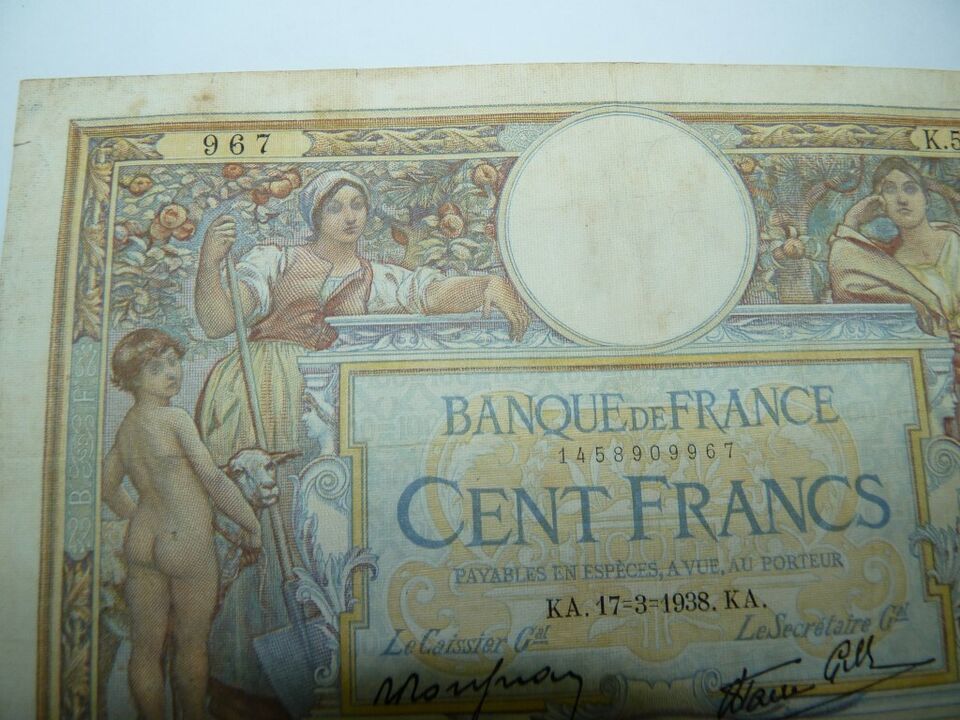 967
K.5
BANQUE DE FRANCE
1458909967
CENT FRANCS
PAYABLES EN ESPÈCES, A VUE, AU PORTEUR
KA. 17=3=1938. KA.
Le Caissier Gal
Le Secrétaire Gal
B F